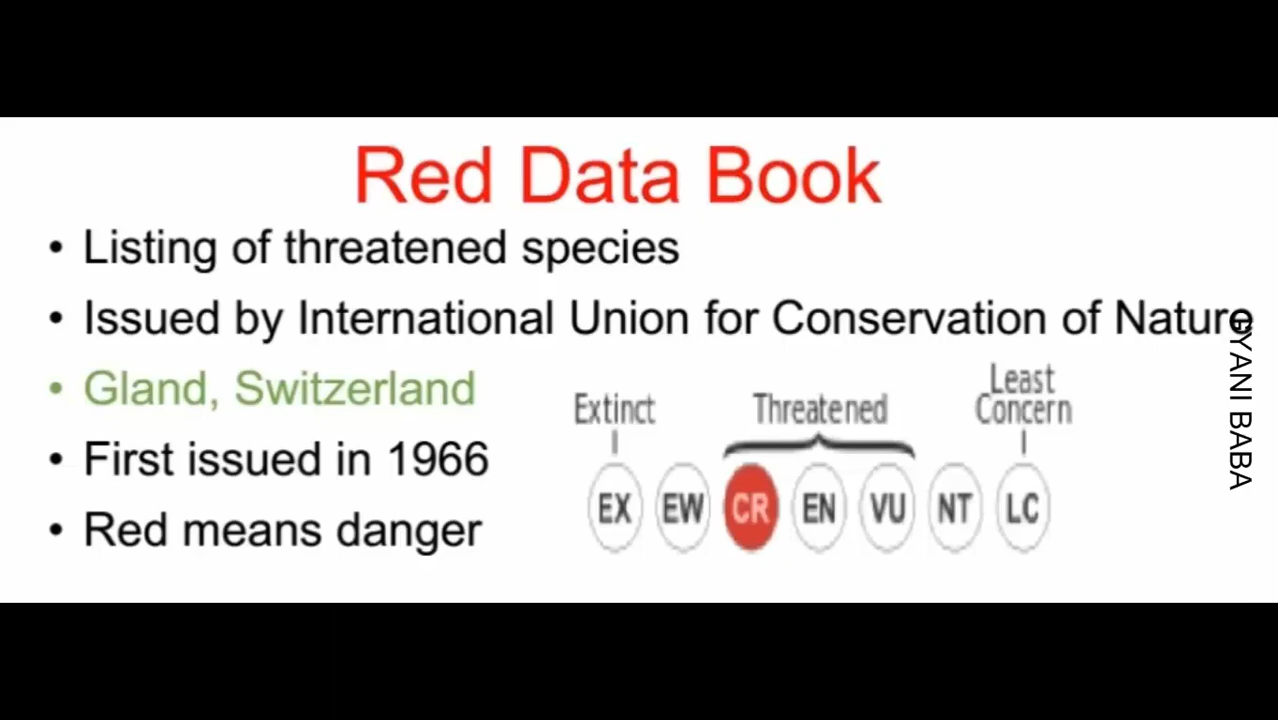 Red Data Book
• Listing of threatened species
• Issued by International Union for Conservation of Nature
• Gland, Switzerland
• First issued in 1966
• Red means danger
Extinct
Threatened
Least
Concern
EX EW CR EN VU NT LC
GYANI BABA